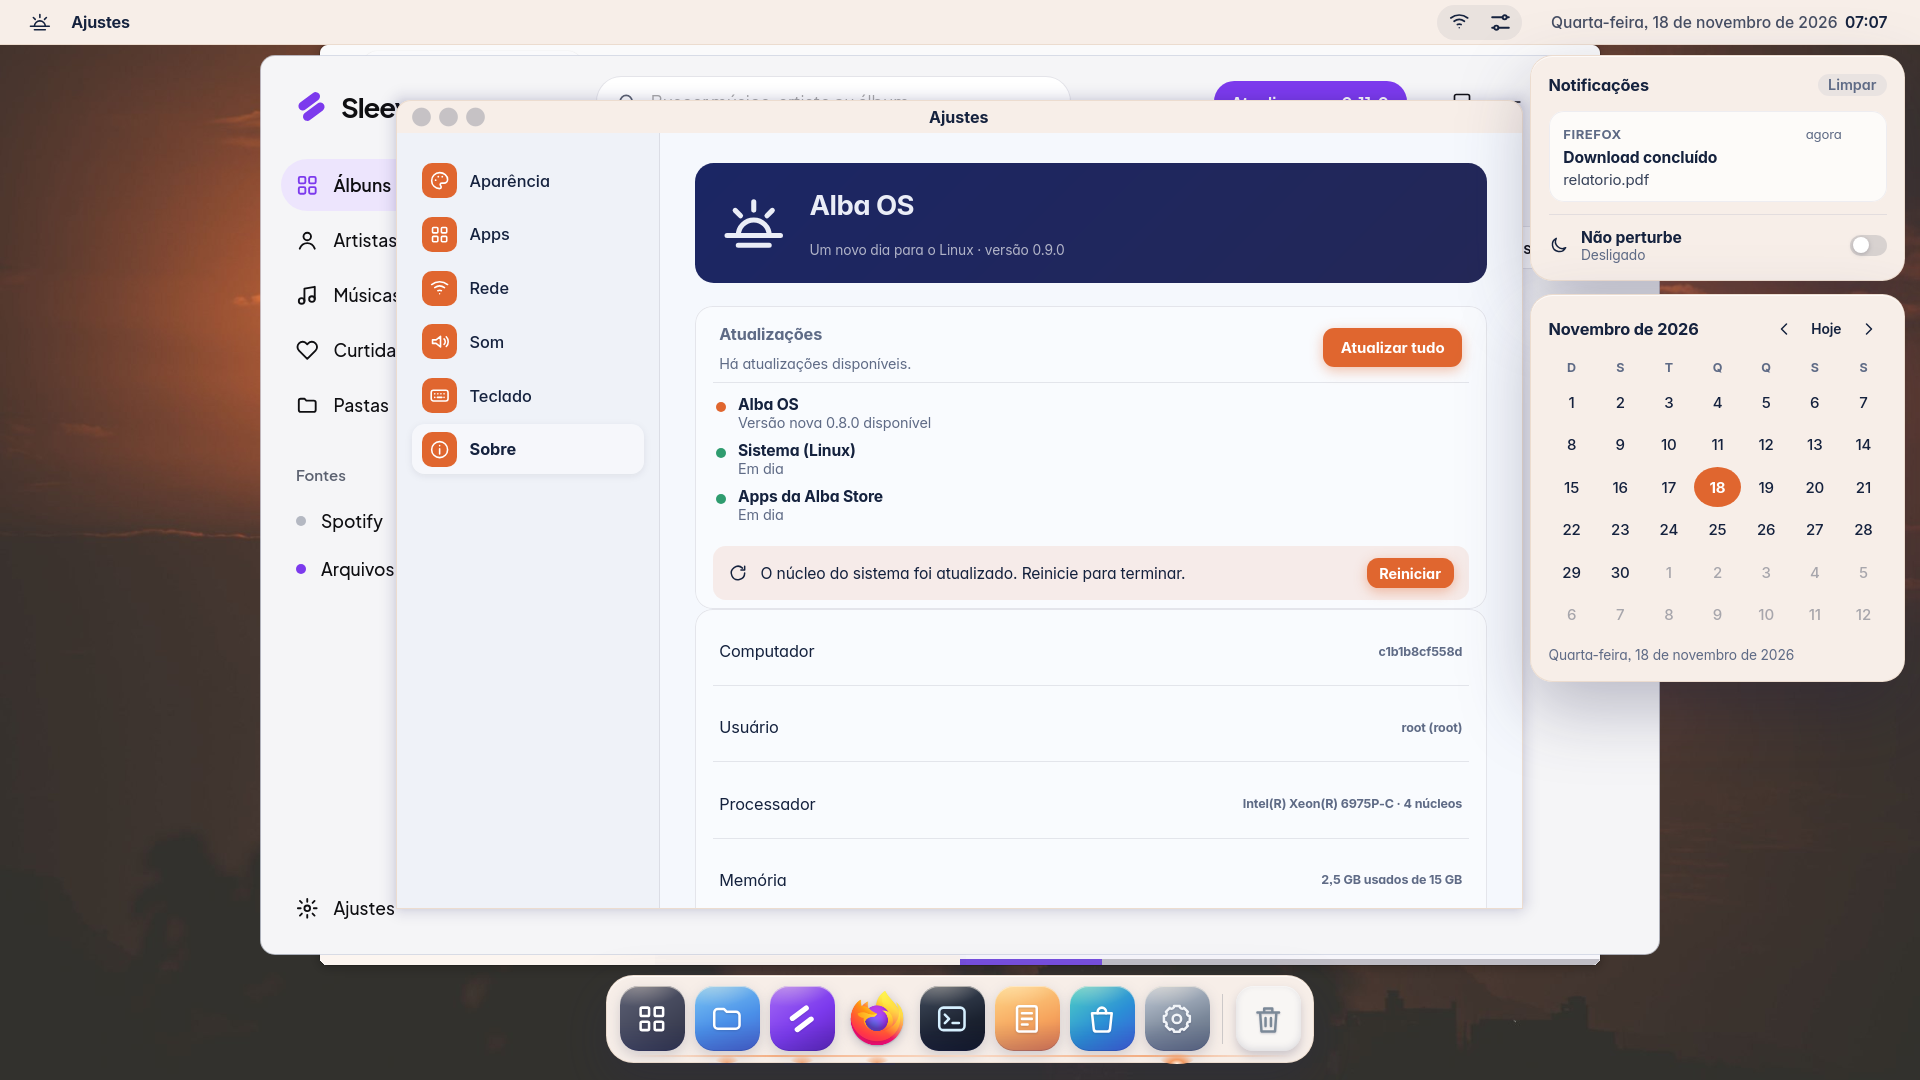 Ajustes
Quarta-feira, 18 de novembro de 2026 07:07
Álbuns
Artistas
Músicas
Pastas
Fontes
Spotify
Arquivos
Ajustes
Ajustes
Aparência
Apps
Rede
Som
Teclado
Sobre
Alba OS
Um novo dia para o Linux · versão 0.9.0
Atualizações
Há atualizações disponíveis.
Atualizar tudo
Alba OS
Versão nova 0.8.0 disponível
Sistema (Linux)
Em dia
Apps da Alba Store
Em dia
O núcleo do sistema foi atualizado. Reinicie para terminar.
Reiniciar
Computador c1b1b8cf558d
Usuário root (root)
Processador Intel(R) Xeon(R) 6975P-C · 4 núcleos
Memória 2,5 GB usados de 15 GB
Notificações Limpar
FIREFOX agora
Download concluído
relatorio.pdf
Não perturbe
Desligado
Novembro de 2026 Hoje
D S T Q Q S S
1 2 3 4 5 6 7
8 9 10 11 12 13 14
15 16 17 18 19 20 21
22 23 24 25 26 27 28
29 30 1 2 3 4 5
6 7 8 9 10 11 12
Quarta-feira, 18 de novembro de 2026